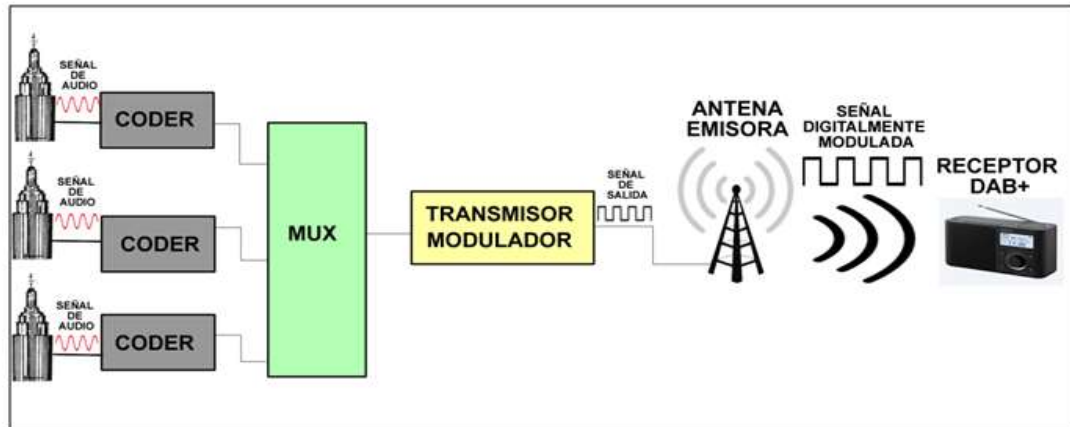 SEÑAL
DE
AUDIO
CODER
SEÑAL
DE
AUDIO
CODER
SEÑAL
DE
AUDIO
CODER
MUX
TRANSMISOR
MODULADOR
SEÑAL
DE
SALIDA
ANTENA
EMISORA
SEÑAL
DIGITALMENTE
MODULADA
RECEPTOR
DAB+